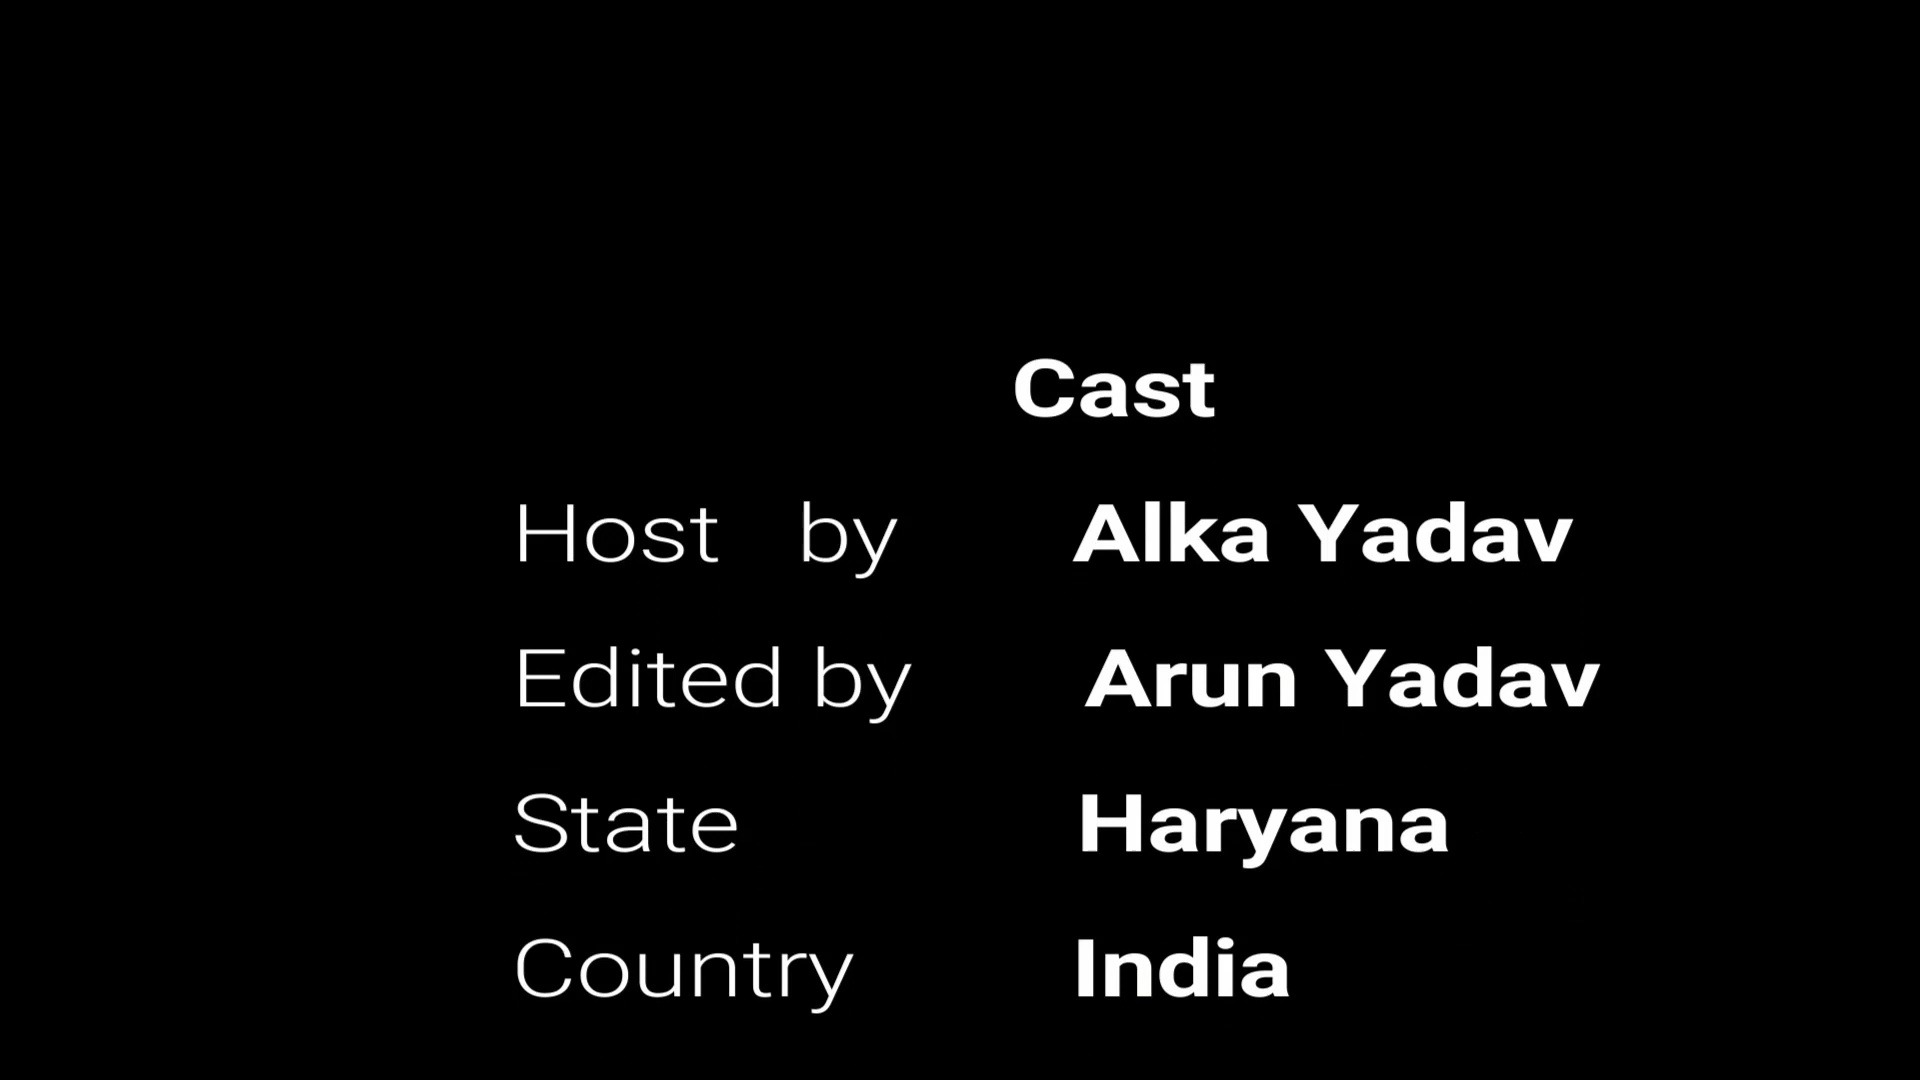 Cast
Host by Alka Yadav
Edited by Arun Yadav
State Haryana
Country India